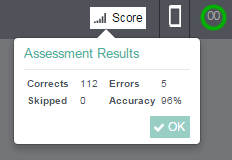 Score
00
Assessment Results
Corrects 112 Errors 5
Skipped 0 Accuracy 96%
OK